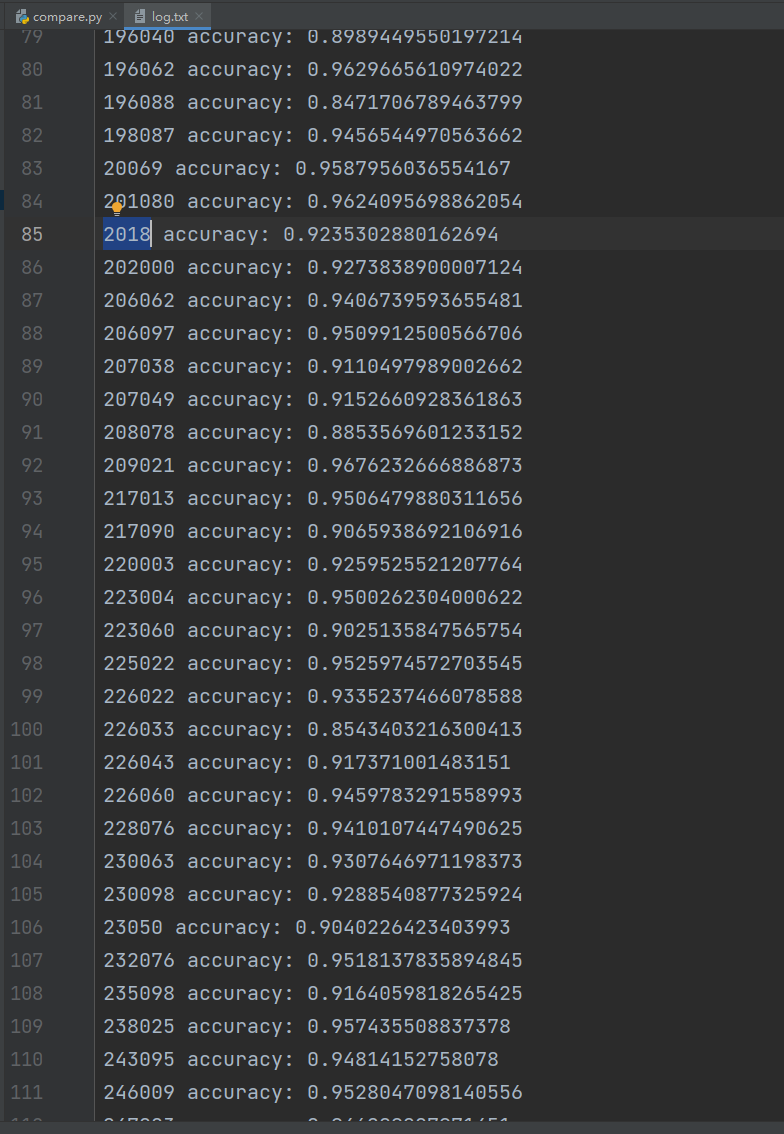 compare.py log.txt
79 196040 accuracy: 0.8989449550197214
80 196062 accuracy: 0.9629665610974022
81 196088 accuracy: 0.8471706789463799
82 198087 accuracy: 0.9456544970563662
83 20069 accuracy: 0.9587956036554167
84 201080 accuracy: 0.9624095698862054
85 2018 accuracy: 0.9235302880162694
86 202000 accuracy: 0.9273838900007124
87 206062 accuracy: 0.9406739593655481
88 206097 accuracy: 0.9509912500566706
89 207038 accuracy: 0.9110497989002662
90 207049 accuracy: 0.9152660928361863
91 208078 accuracy: 0.8853569601233152
92 209021 accuracy: 0.9676232666886873
93 217013 accuracy: 0.9506479880311656
94 217090 accuracy: 0.9065938692106916
95 220003 accuracy: 0.9259525521207764
96 223004 accuracy: 0.9500262304000622
97 223060 accuracy: 0.9025135847565754
98 225022 accuracy: 0.9525974572703545
99 226022 accuracy: 0.9335237466078588
100 226033 accuracy: 0.8543403216300413
101 226043 accuracy: 0.917371001483151
102 226060 accuracy: 0.9459783291558993
103 228076 accuracy: 0.9410107447490625
104 230063 accuracy: 0.9307646971198373
105 230098 accuracy: 0.9288540877325924
106 23050 accuracy: 0.9040226423403993
107 232076 accuracy: 0.9518137835894845
108 235098 accuracy: 0.9164059818265425
109 238025 accuracy: 0.957435508837378
110 243095 accuracy: 0.94814152758078
111 246009 accuracy: 0.9528047098140556